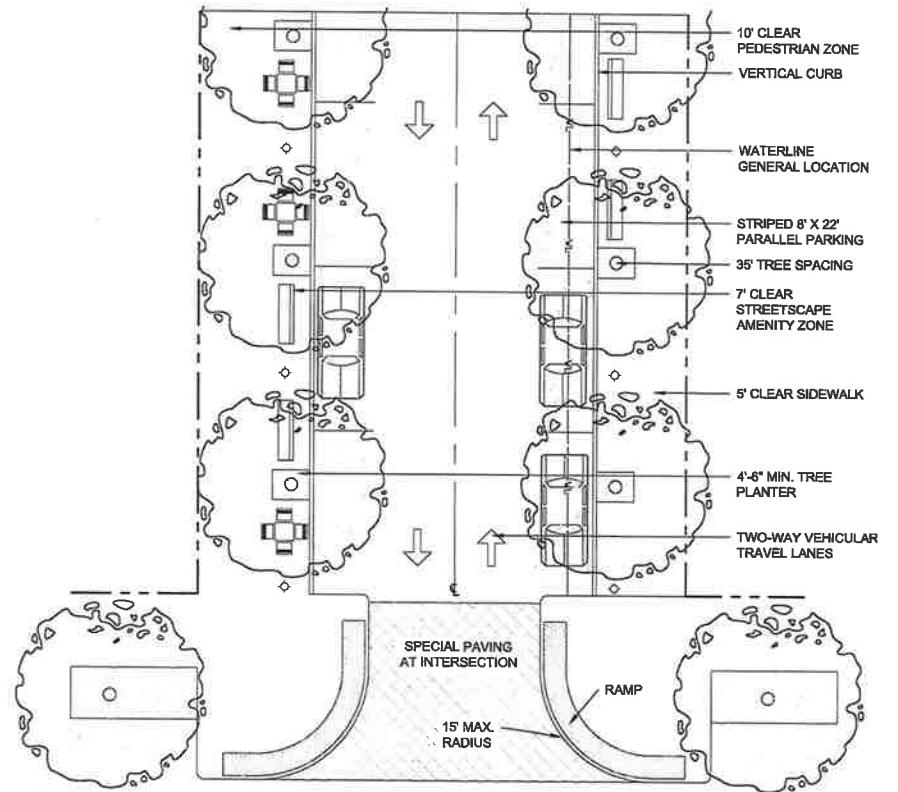 10' CLEAR
PEDESTRIAN ZONE
VERTICAL CURB
WATERLINE
GENERAL LOCATION
STRIPED 8' X 22'
PARALLEL PARKING
35' TREE SPACING
7' CLEAR
STREETSCAPE
AMENITY ZONE
5' CLEAR SIDEWALK
4'-6" MIN. TREE
PLANTER
TWO-WAY VEHICULAR
TRAVEL LANES
℄
SPECIAL PAVING
AT INTERSECTION
RAMP
15' MAX.
RADIUS